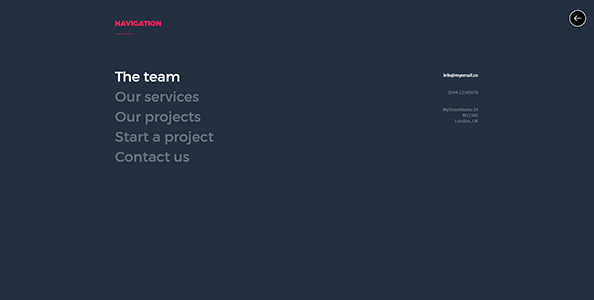 NAVIGATION
The team
Our services
Our projects
Start a project
Contact us
info@myemail.co
0244.12345678
MyStreetName 24
W12345
London, UK